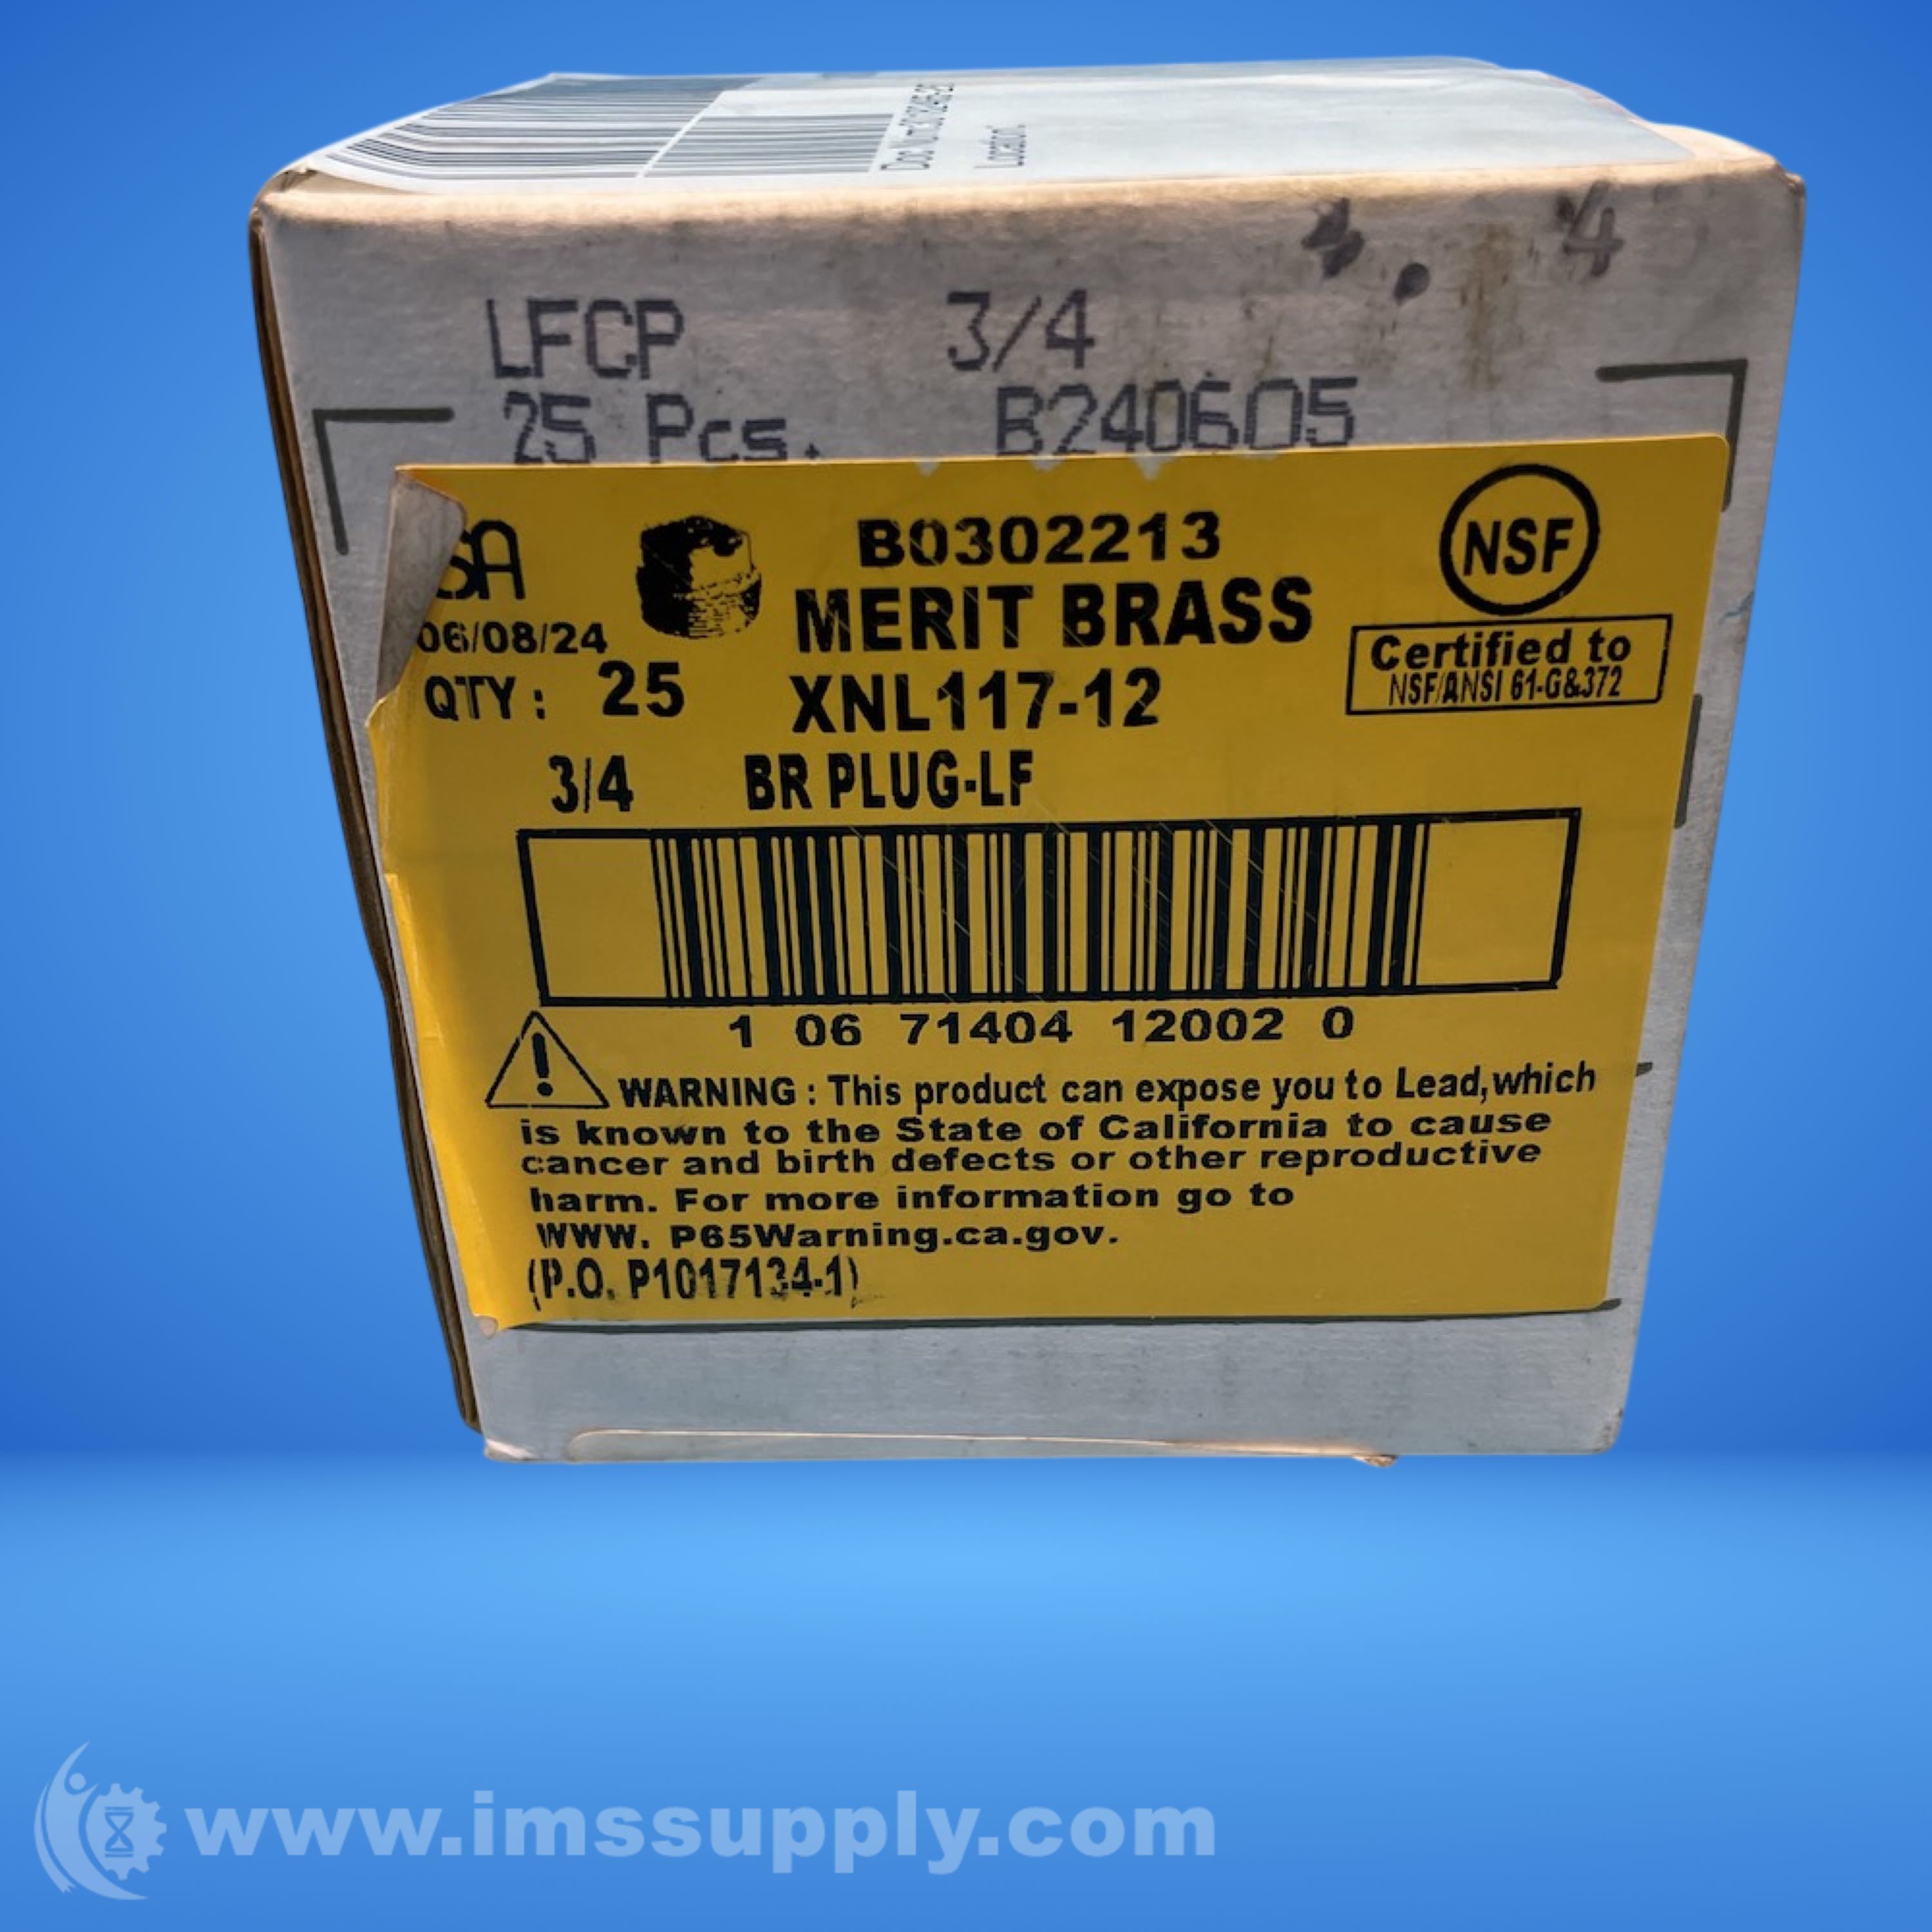 Location:
LFCP 3/4
25 Pcs. B240605
SA B0302213 NSF
06/08/24 MERIT BRASS Certified to
NSF/ANSI 61-G&372
QTY: 25 XNL117-12
3/4 BR PLUG-LF
1 06 71404 12002 0
WARNING : This product can expose you to Lead,which
is known to the State of California to cause
cancer and birth defects or other reproductive
harm. For more information go to
WWW. P65Warning.ca.gov.
(P.O. P1017134-1)
www.imssupply.com